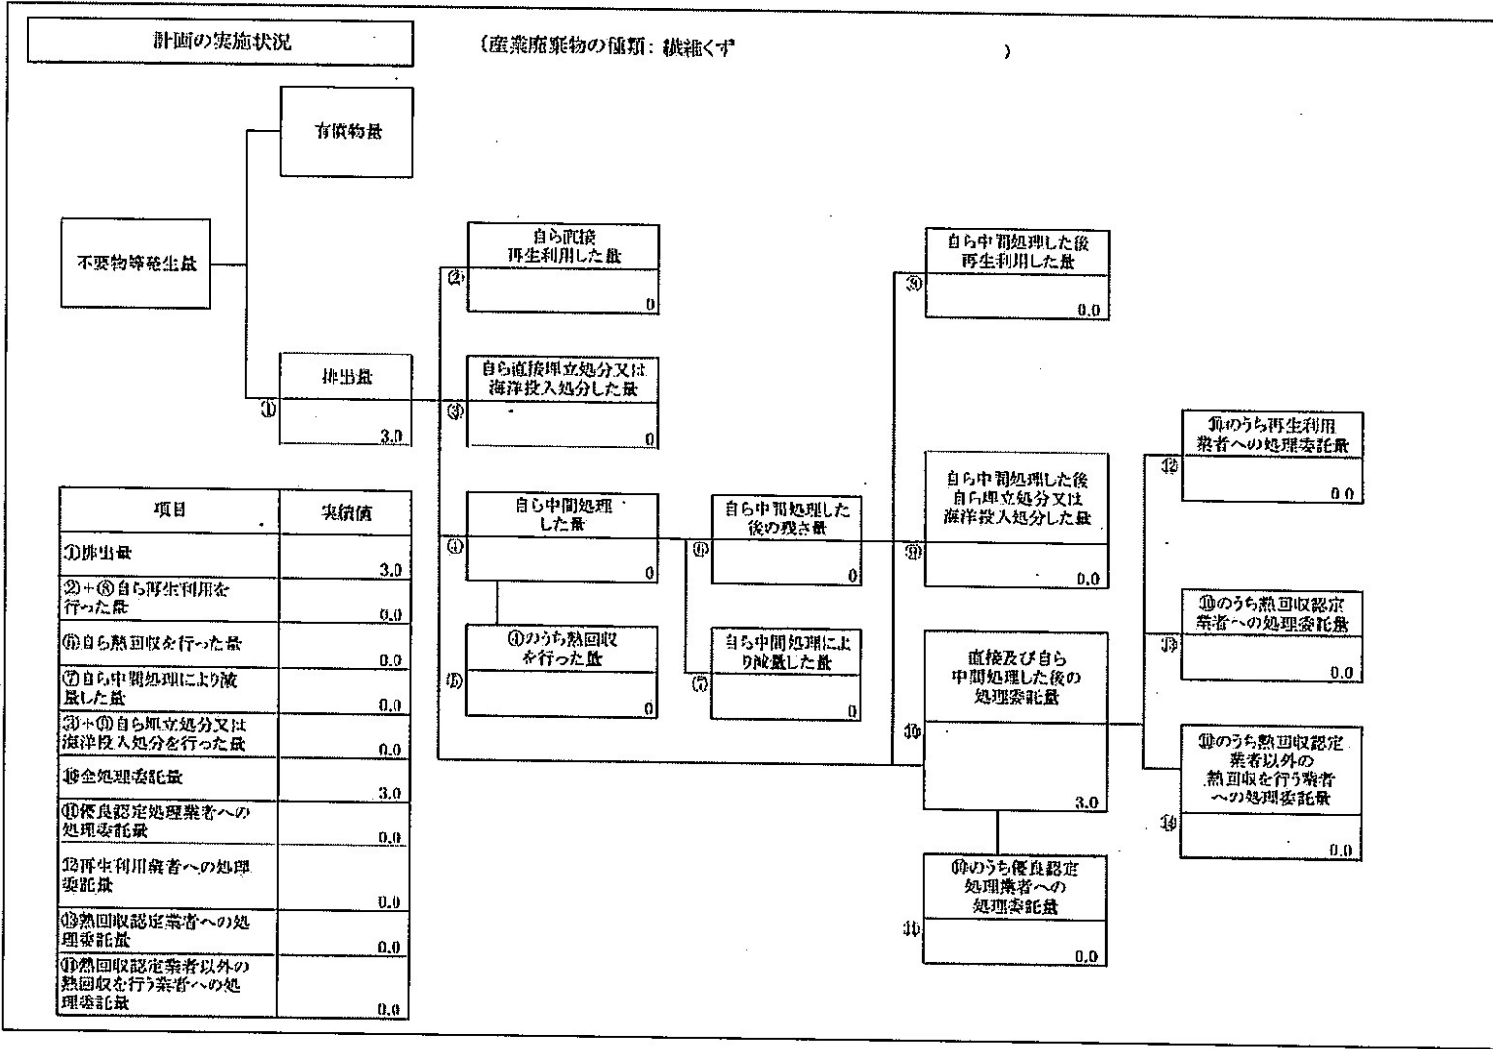 計画の実施状況
(産業廃棄物の種類: 繊維くず )
有償物量
不要物等発生量
排出量
①
3.0
自ら直接
再生利用した量
②
0
自ら直接埋立処分又は
海洋投入処分した量
③
0
自ら中間処理
した量
④
0
④のうち熱回収
を行った量
⑤
0
自ら中間処理した
後の残さ量
⑥
0
自ら中間処理によ
り減量した量
⑦
0
自ら中間処理した後
再生利用した量
⑧
0.0
自ら中間処理した後
自ら埋立処分又は
海洋投入処分した量
⑨
0.0
直接及び自ら
中間処理した後の
処理委託量
⑩
3.0
⑩のうち優良認定
処理業者への
処理委託量
⑪
0.0
⑩のうち再生利用
業者への処理委託量
⑫
0.0
⑩のうち熱回収認定
業者への処理委託量
⑬
0.0
⑩のうち熱回収認定
業者以外の
熱回収を行う業者
への処理委託量
⑭
0.0
項目 実績値
①排出量 3.0
②+⑧自ら再生利用を
行った量 0.0
⑤自ら熱回収を行った量 0.0
⑦自ら中間処理により減
量した量 0.0
③+⑨自ら埋立処分又は
海洋投入処分を行った量 0.0
⑩全処理委託量 3.0
⑪優良認定処理業者への
処理委託量 0.0
⑫再生利用業者への処理
委託量 0.0
⑬熱回収認定業者への処
理委託量 0.0
⑭熱回収認定業者以外の
熱回収を行う業者への処
理委託量 0.0